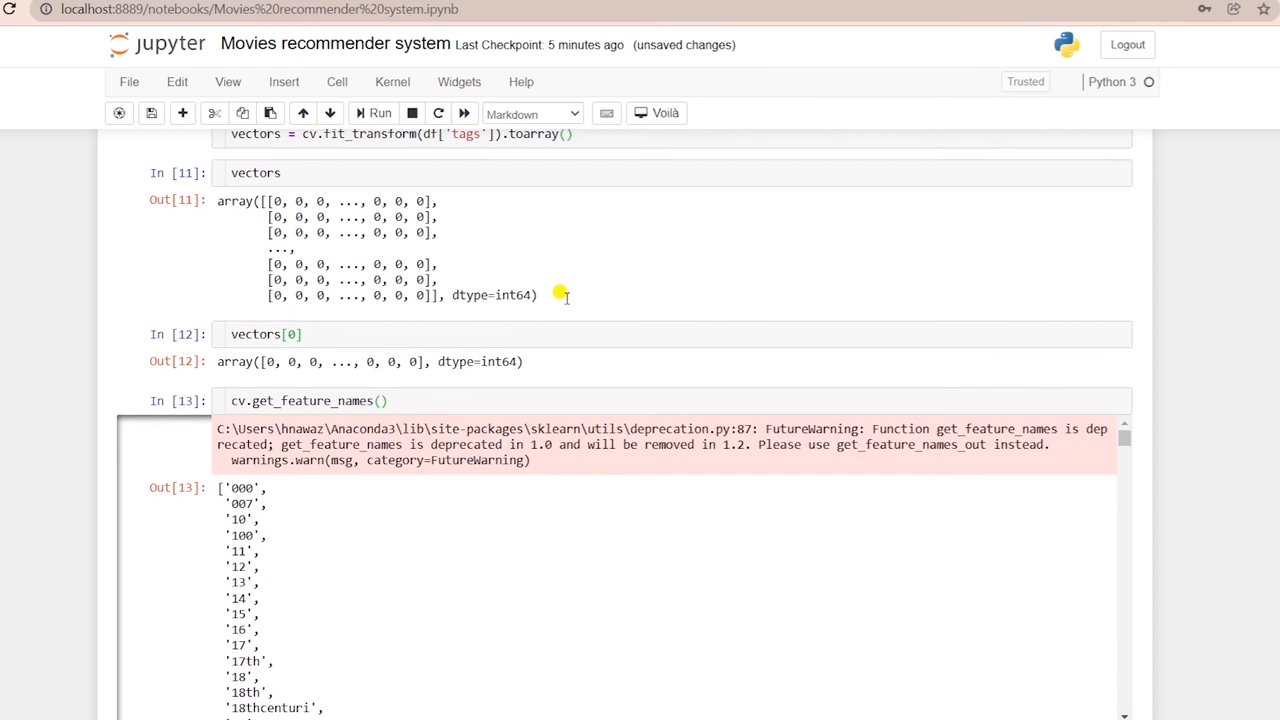 localhost:8889/notebooks/Movies%20recommender%20system.ipynb
jupyter Movies recommender system Last Checkpoint: 5 minutes ago (unsaved changes) Logout
File Edit View Insert Cell Kernel Widgets Help Trusted Python 3
Run Markdown Voilà
vectors = cv.fit_transform(df['tags']).toarray()
In [11]: vectors
Out[11]: array([[0, 0, 0, ..., 0, 0, 0],
[0, 0, 0, ..., 0, 0, 0],
[0, 0, 0, ..., 0, 0, 0],
...,
[0, 0, 0, ..., 0, 0, 0],
[0, 0, 0, ..., 0, 0, 0],
[0, 0, 0, ..., 0, 0, 0]], dtype=int64)
In [12]: vectors[0]
Out[12]: array([0, 0, 0, ..., 0, 0, 0], dtype=int64)
In [13]: cv.get_feature_names()
C:\Users\hnawaz\Anaconda3\lib\site-packages\sklearn\utils\deprecation.py:87: FutureWarning: Function get_feature_names is dep
recated; get_feature_names is deprecated in 1.0 and will be removed in 1.2. Please use get_feature_names_out instead.
warnings.warn(msg, category=FutureWarning)
Out[13]: ['000',
'007',
'10',
'100',
'11',
'12',
'13',
'14',
'15',
'16',
'17',
'17th',
'18',
'18th',
'18thcenturi',